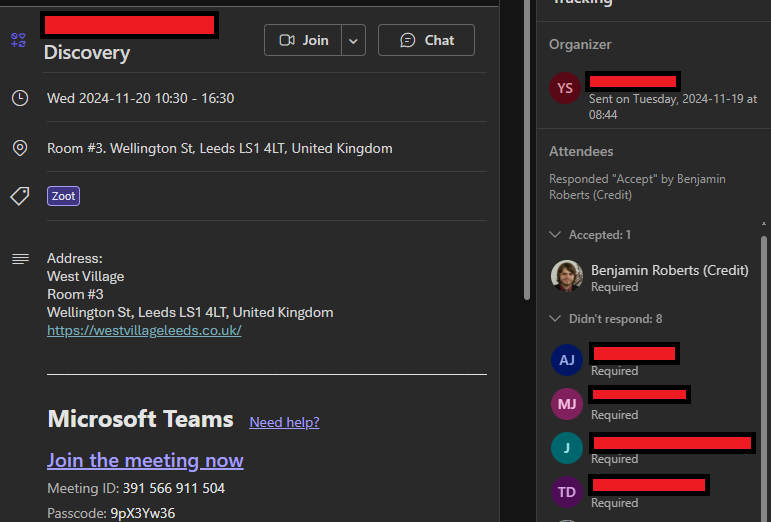 Discovery
Join
Chat
Wed 2024-11-20 10:30 - 16:30
Room #3. Wellington St, Leeds LS1 4LT, United Kingdom
Zoot
Address:
West Village
Room #3
Wellington St, Leeds LS1 4LT, United Kingdom
https://westvillageleeds.co.uk/
Microsoft Teams Need help?
Join the meeting now
Meeting ID: 391 566 911 504
Passcode: 9pX3Yw36
Tracking
Organizer
YS
Sent on Tuesday, 2024-11-19 at
08:44
Attendees
Responded "Accept" by Benjamin
Roberts (Credit)
Accepted: 1
Benjamin Roberts (Credit)
Required
Didn't respond: 8
AJ
Required
MJ
Required
J
Required
TD
Required